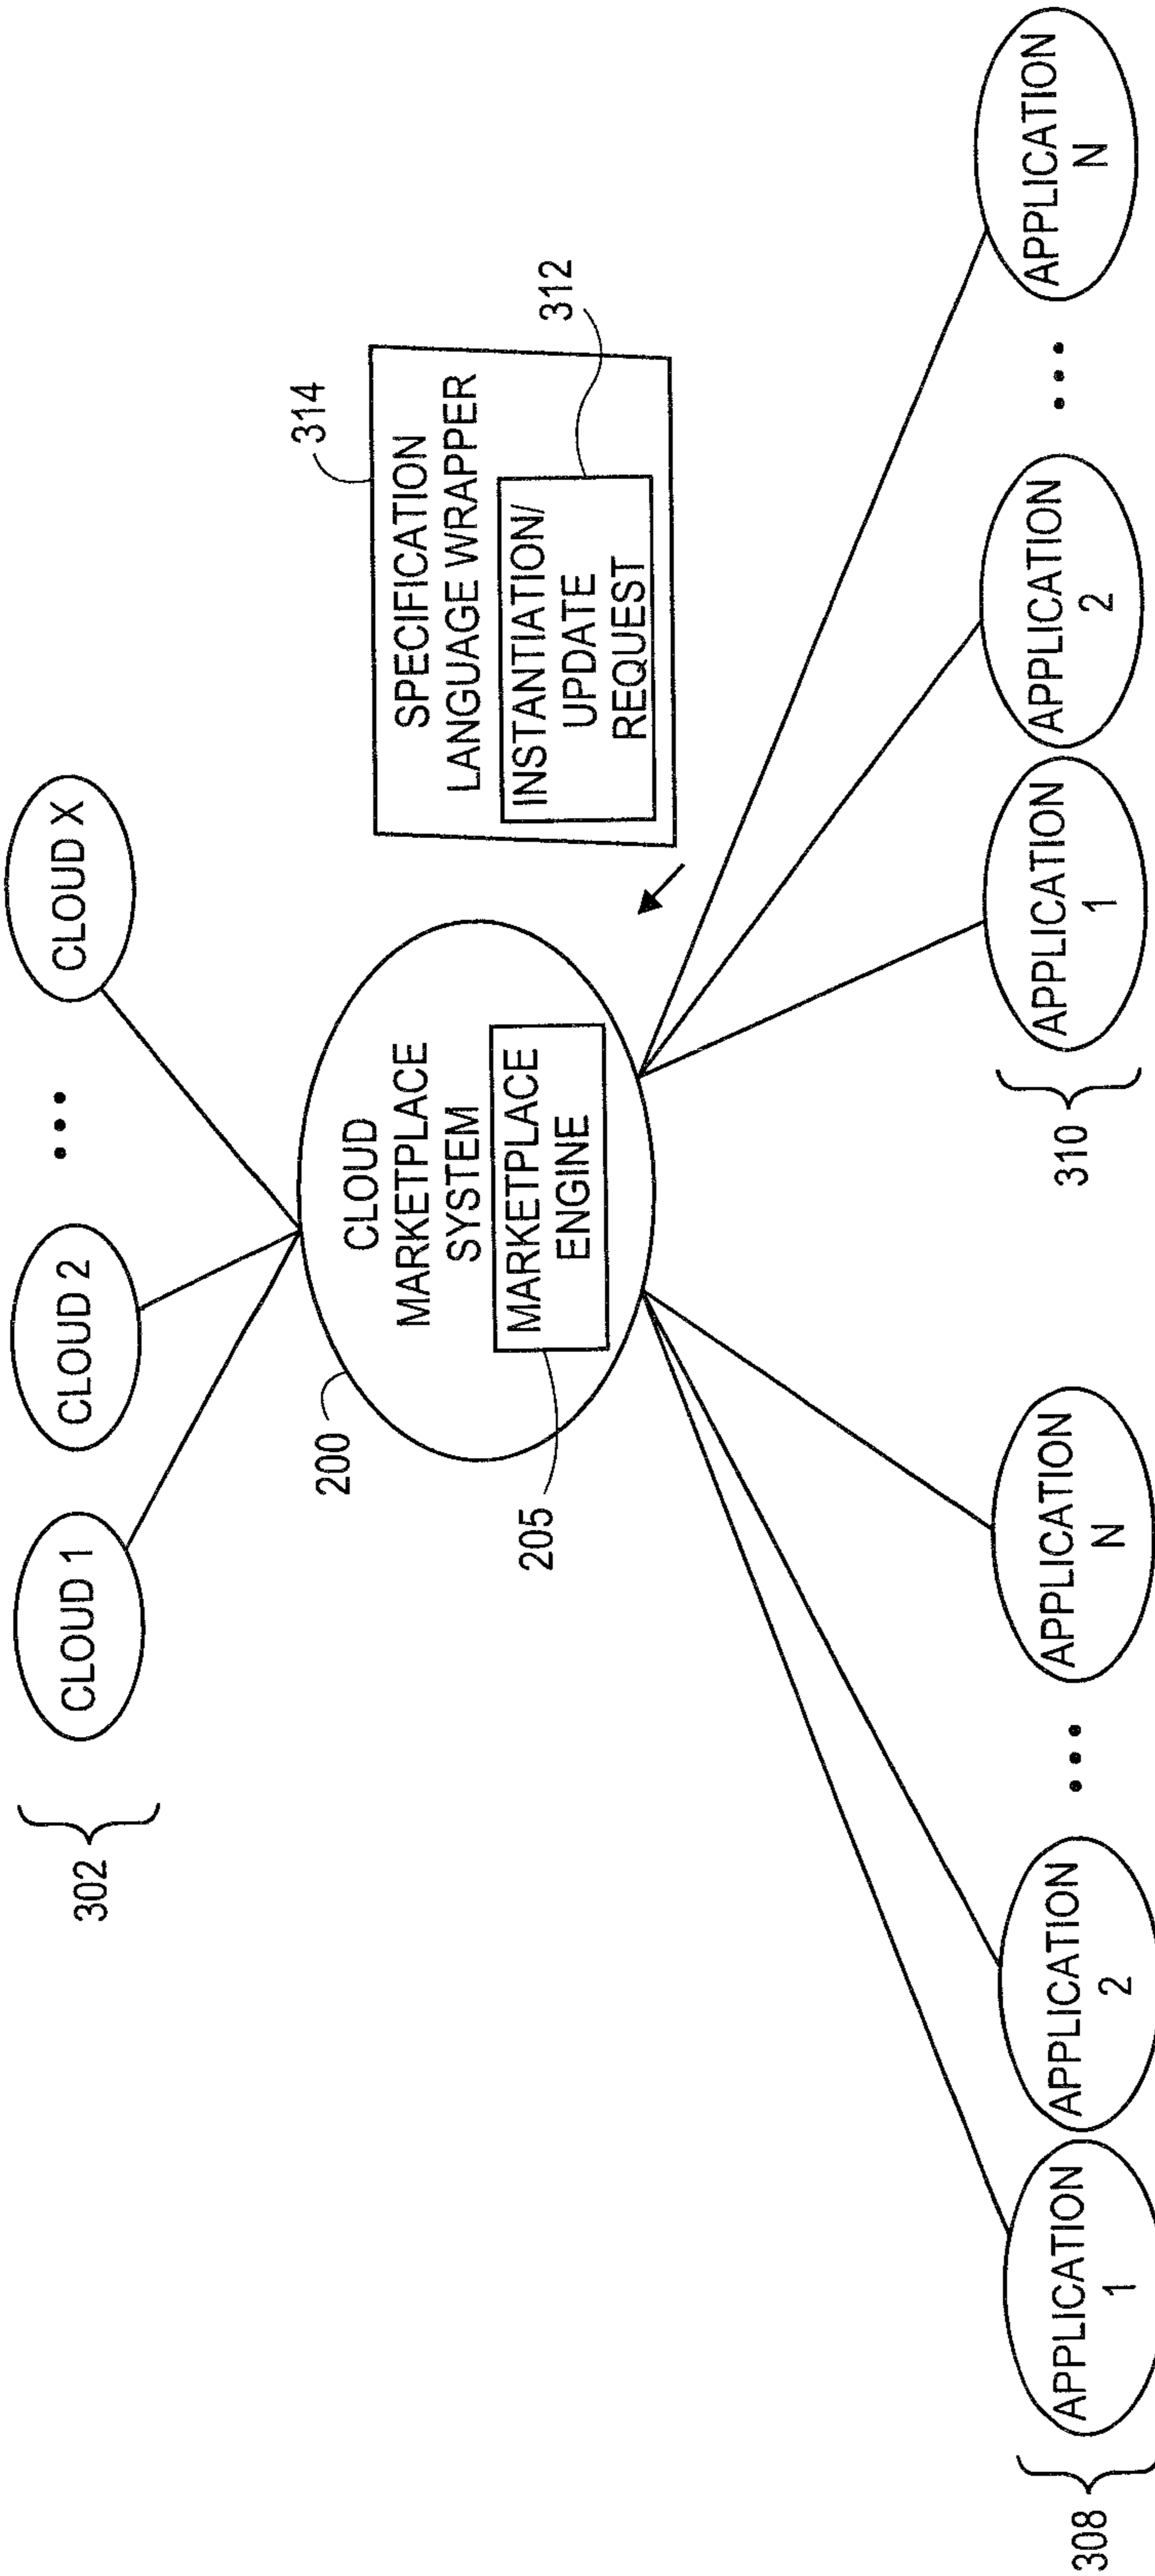 302
CLOUD 1
CLOUD 2
...
CLOUD X
200
CLOUD
MARKETPLACE
SYSTEM
205
MARKETPLACE
ENGINE
314
SPECIFICATION
LANGUAGE WRAPPER
312
INSTANTIATION/
UPDATE
REQUEST
308
APPLICATION
1
APPLICATION
2
...
APPLICATION
N
310
APPLICATION
1
APPLICATION
2
...
APPLICATION
N